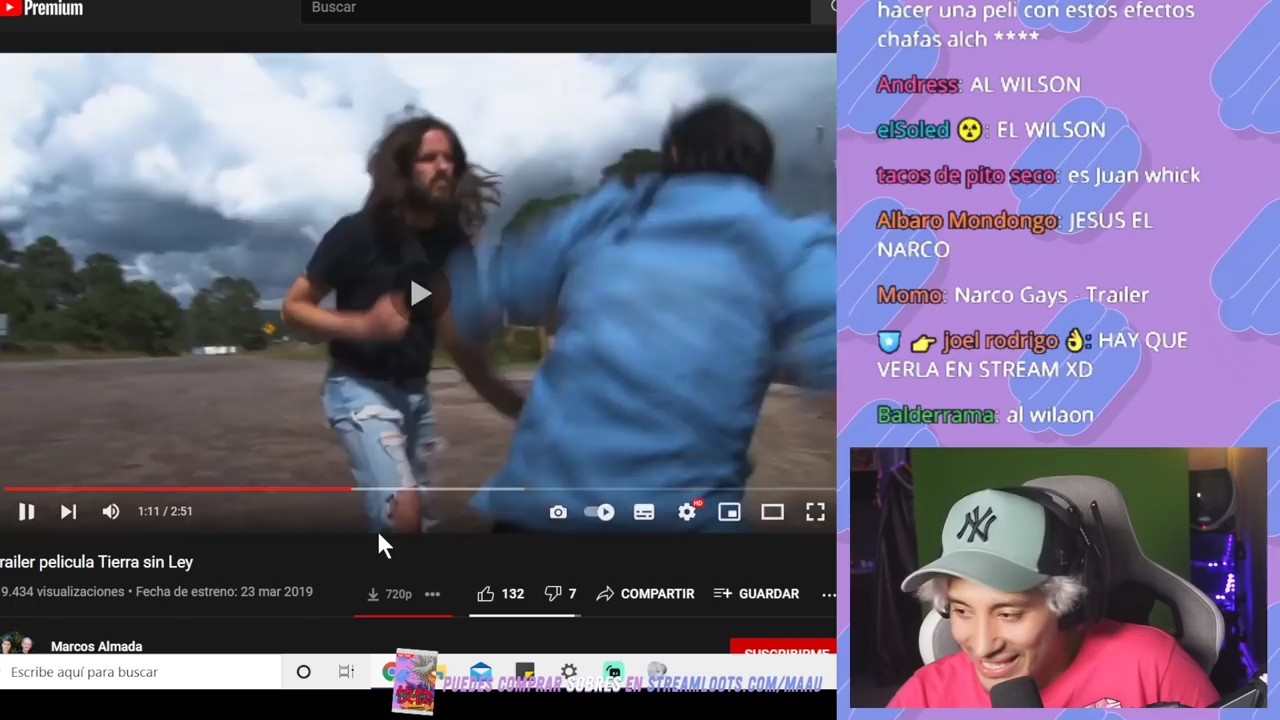 Premium
Buscar
hacer una peli con estos efectos
chafas alch ****
Andress: AL WILSON
elSoled ☢: EL WILSON
tacos de pito seco: es Juan whick
Albaro Mondongo: JESUS EL
NARCO
Momo: Narco Gays - Trailer
👉 joel rodrigo 👌: HAY QUE
VERLA EN STREAM XD
Balderrama: al wilaon
HD
1:11 / 2:51
railer pelicula Tierra sin Ley
9.434 visualizaciones • Fecha de estreno: 23 mar 2019
720p
132
7
COMPARTIR
GUARDAR
Marcos Almada
SUSCRIBIRME
Escribe aquí para buscar
PUEDES COMPRAR SOBRES EN STREAMLOOTS.COM/MAAU
NY